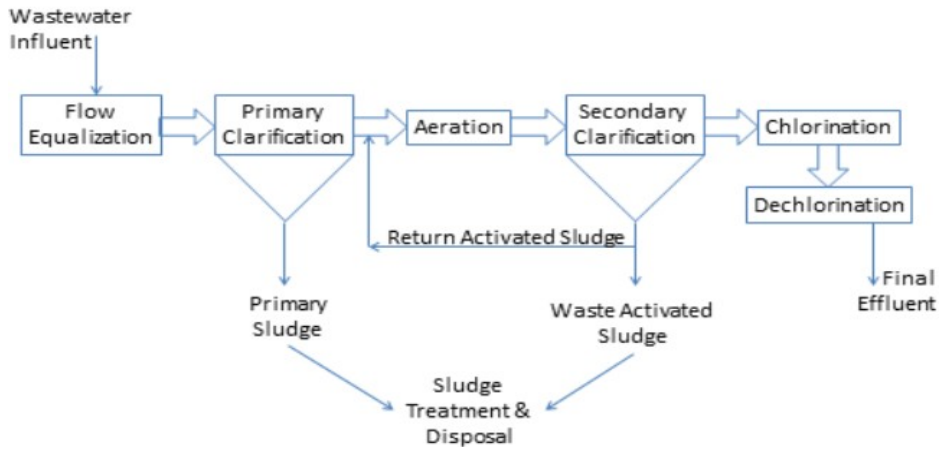 Wastewater
Influent
Flow
Equalization
Primary
Clarification
Aeration
Secondary
Clarification
Chlorination
Dechlorination
Return Activated Sludge
Final
Effluent
Primary
Sludge
Waste Activated
Sludge
Sludge
Treatment &
Disposal